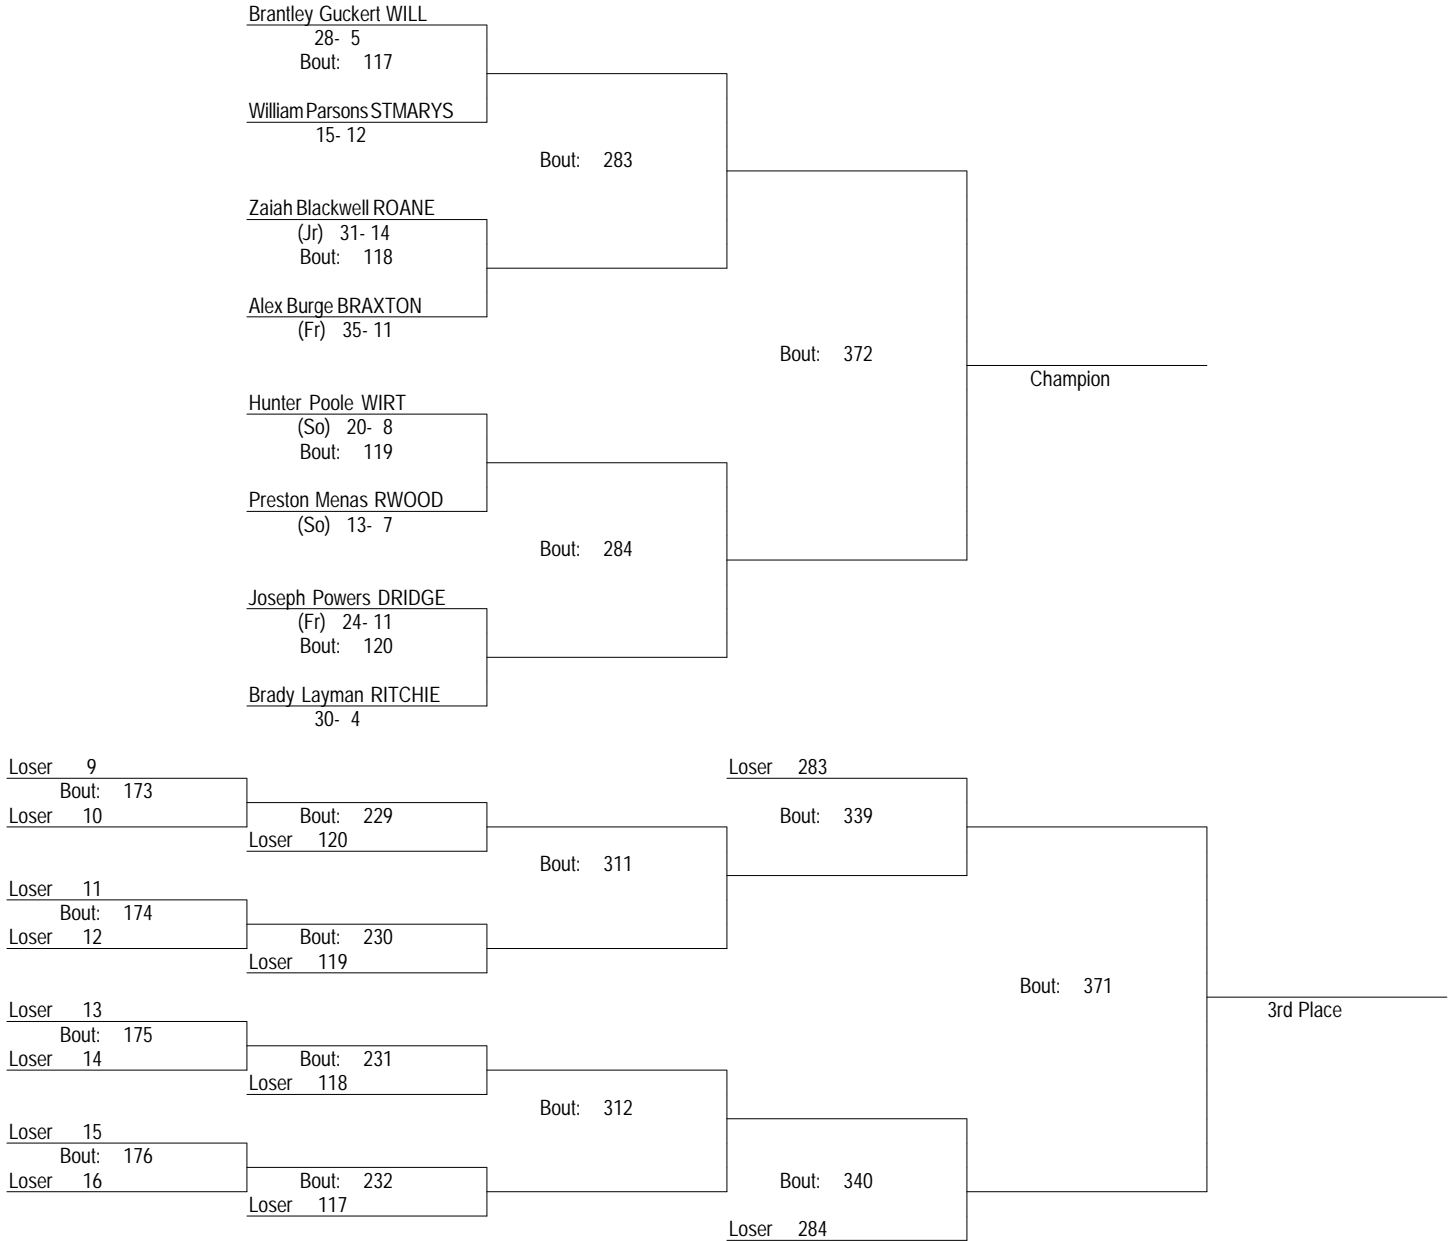 Brantley Guckert WILL
28- 5
Bout: 117
William Parsons STMARYS
15- 12
Bout: 283
Zaiah Blackwell ROANE
(Jr) 31- 14
Bout: 118
Alex Burge BRAXTON
(Fr) 35- 11
Bout: 372
Champion
Hunter Poole WIRT
(So) 20- 8
Bout: 119
Preston Menas RWOOD
(So) 13- 7
Bout: 284
Joseph Powers DRIDGE
(Fr) 24- 11
Bout: 120
Brady Layman RITCHIE
30- 4
Loser 9
Bout: 173
Loser 10
Bout: 229
Loser 120
Bout: 311
Loser 283
Bout: 339
Loser 11
Bout: 174
Loser 12
Bout: 230
Loser 119
Bout: 371
3rd Place
Loser 13
Bout: 175
Loser 14
Bout: 231
Loser 118
Bout: 312
Loser 15
Bout: 176
Loser 16
Bout: 232
Loser 117
Bout: 340
Loser 284